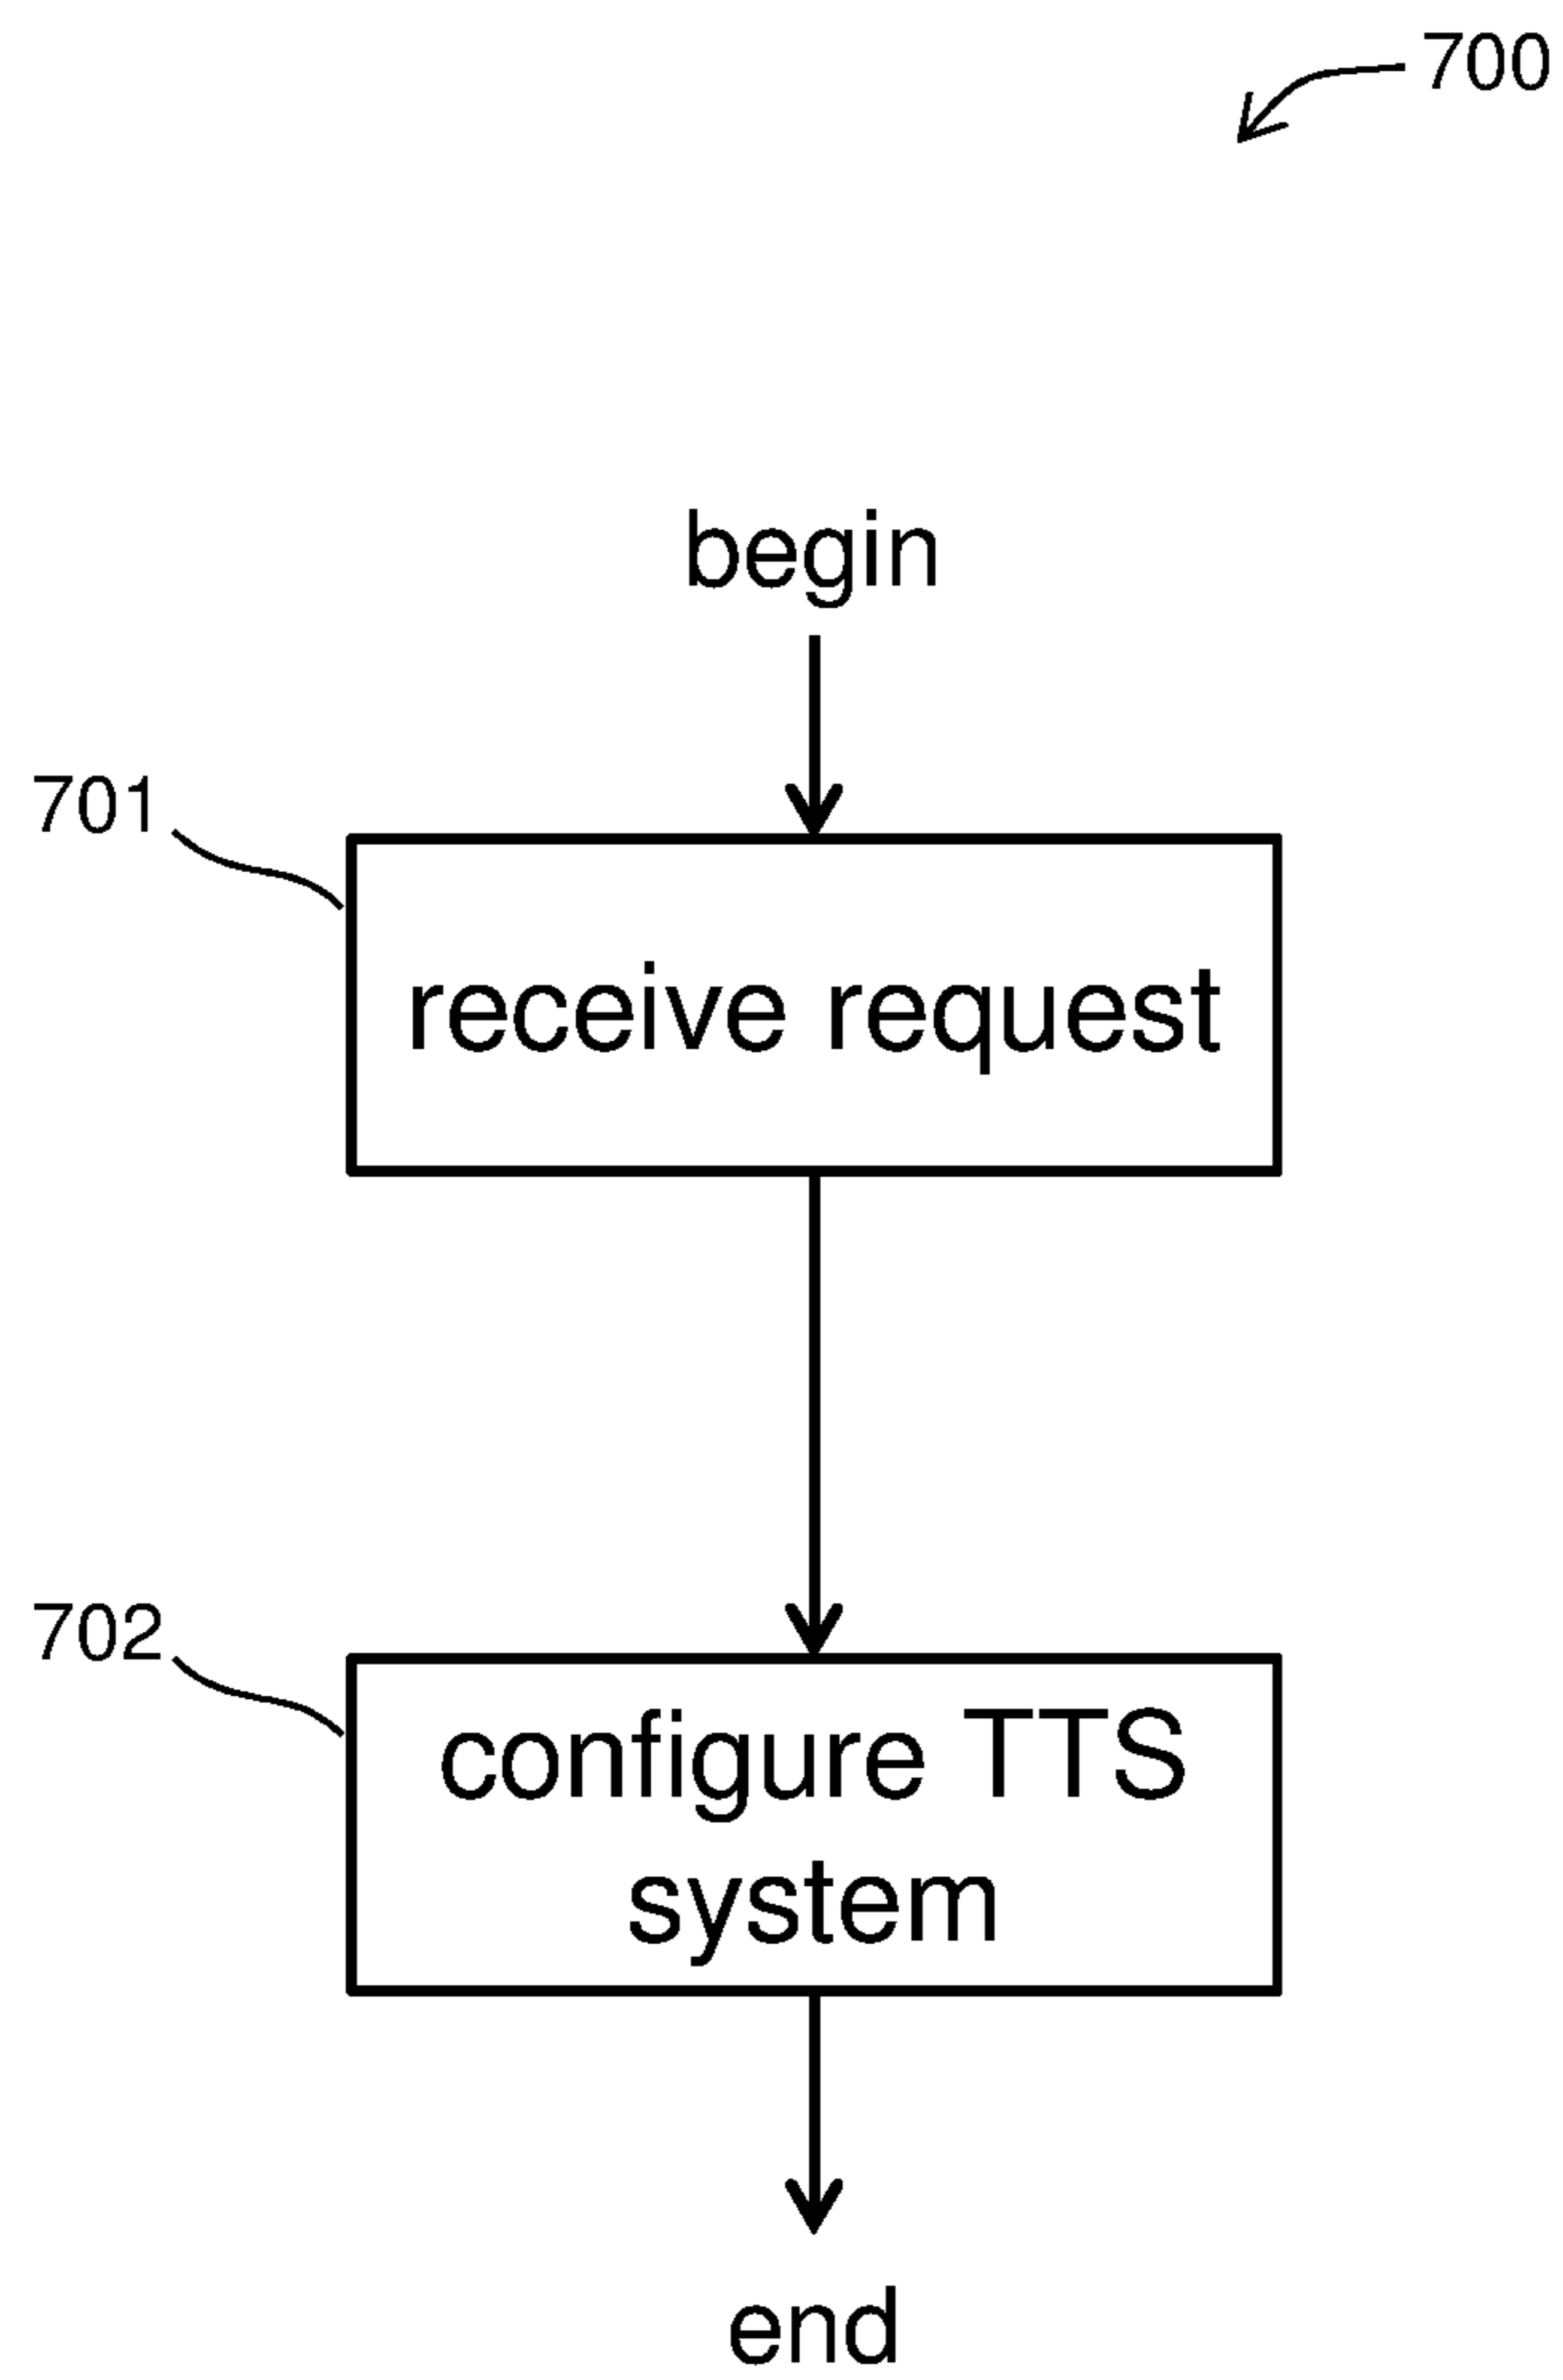 700
begin
701
receive request
702
configure TTS
system
end